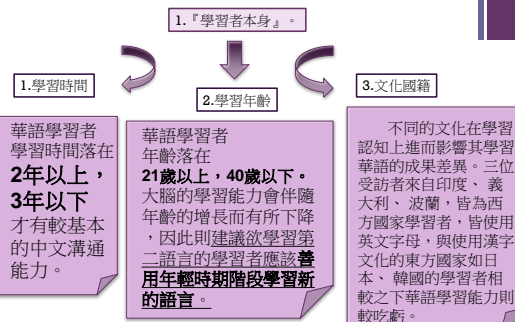 1.『學習者本身』。
1.學習時間
華語學習者
學習時間落在
2年以上，
3年以下
才有較基本
的中文溝通
能力。
2.學習年齡
華語學習者
年齡落在
21歲以上，40歲以下。
大腦的學習能力會伴隨
年齡的增長而有所下降
，因此則建議欲學習第
二語言的學習者應該善
用年輕時期階段學習新
的語言。
3.文化國籍
不同的文化在學習
認知上進而影響其學習
華語的成果差異。三位
受訪者來自印度、 義
大利、 波蘭，皆為西
方國家學習者，皆使用
英文字母，與使用漢字
文化的東方國家如日
本、 韓國的學習者相
較之下華語學習能力則
較吃虧。